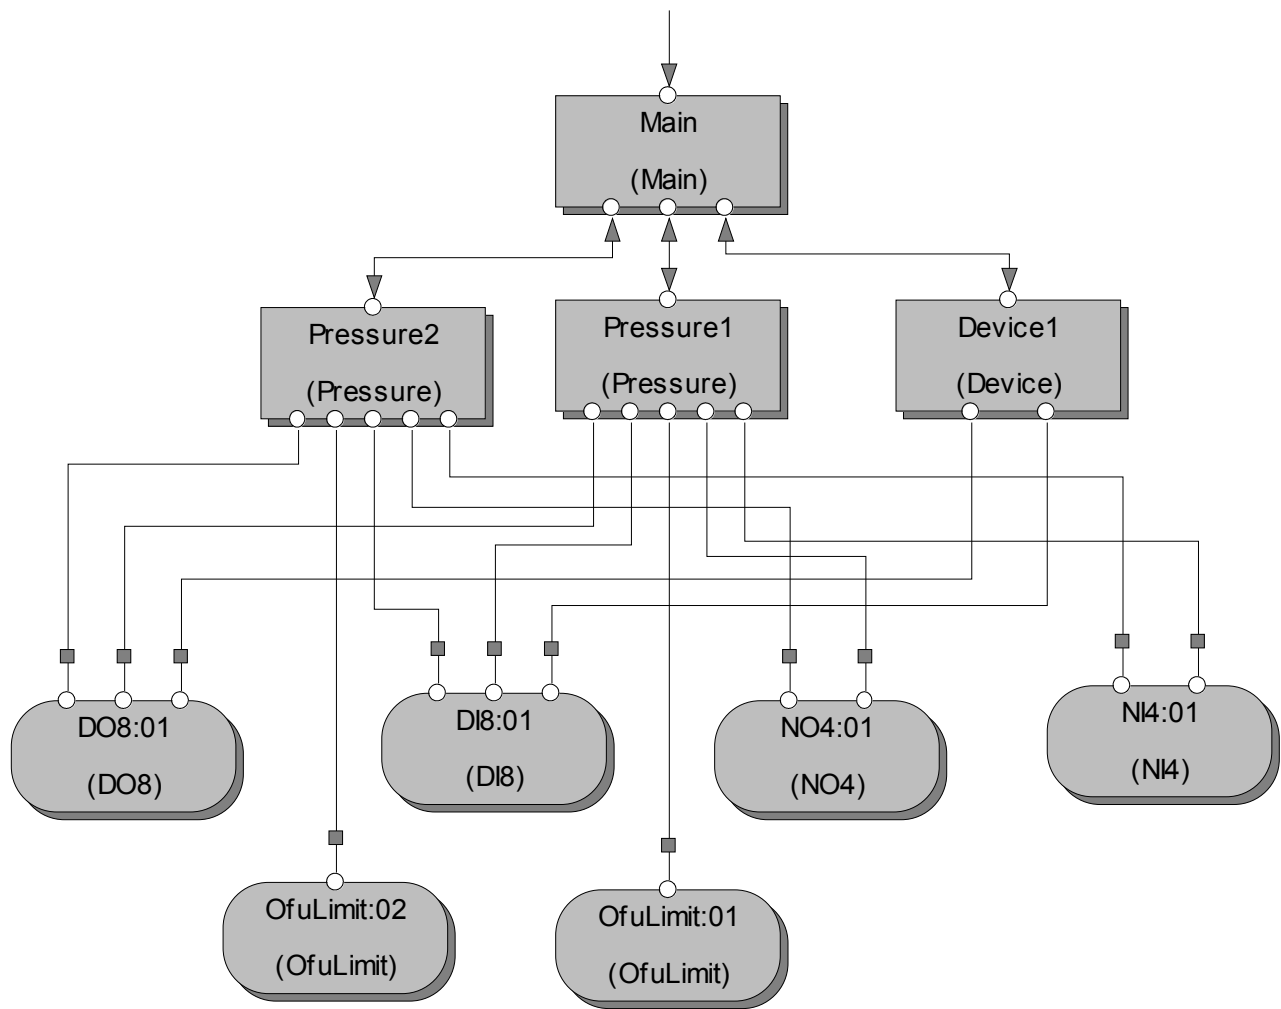 Main
(Main)
Pressure2
(Pressure)
Pressure1
(Pressure)
Device1
(Device)
DO8:01
(DO8)
DI8:01
(DI8)
NO4:01
(NO4)
NI4:01
(NI4)
OfuLimit:02
(OfuLimit)
OfuLimit:01
(OfuLimit)